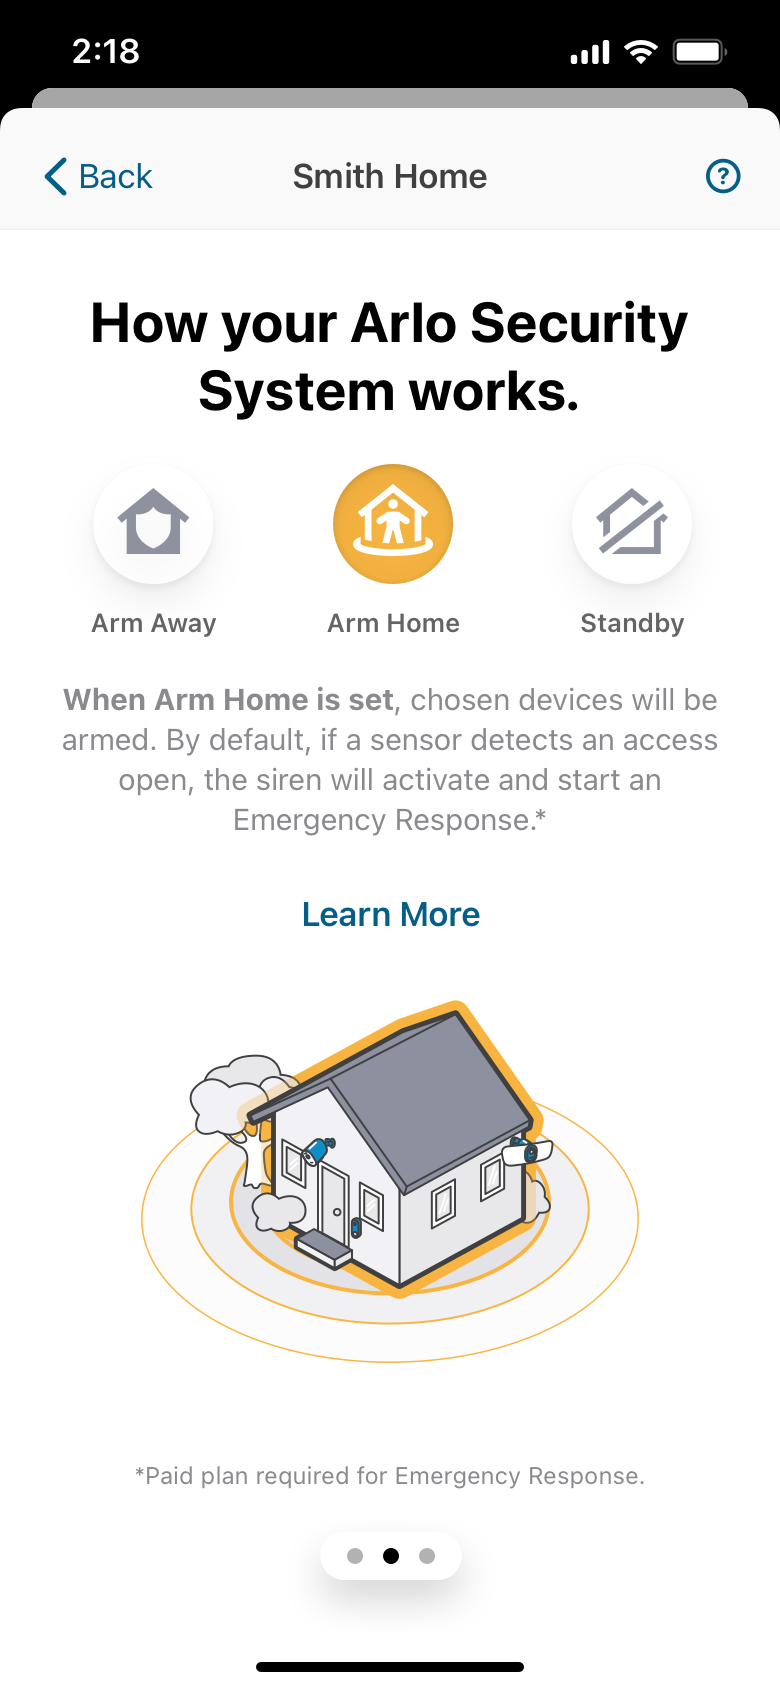 2:18
Back
Smith Home
How your Arlo Security
System works.
Arm Away
Arm Home
Standby
When Arm Home is set, chosen devices will be
armed. By default, if a sensor detects an access
open, the siren will activate and start an
Emergency Response.*
Learn More
*Paid plan required for Emergency Response.